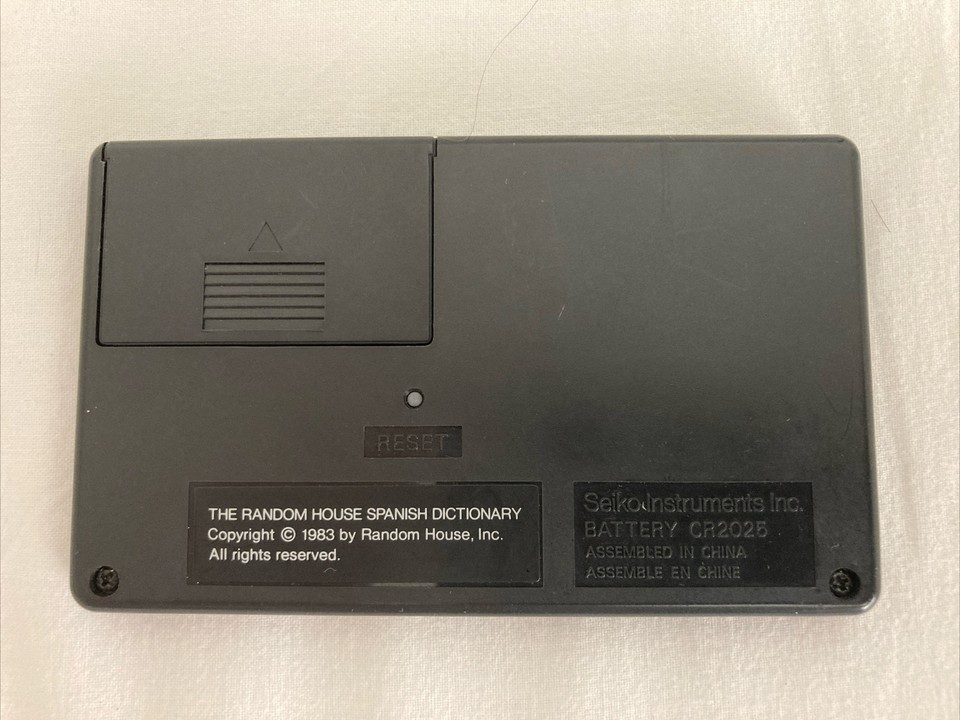 RESET
THE RANDOM HOUSE SPANISH DICTIONARY
Copyright © 1983 by Random House, Inc.
All rights reserved.
Seiko Instruments Inc.
BATTERY CR2025
ASSEMBLED IN CHINA
ASSEMBLE EN CHINE